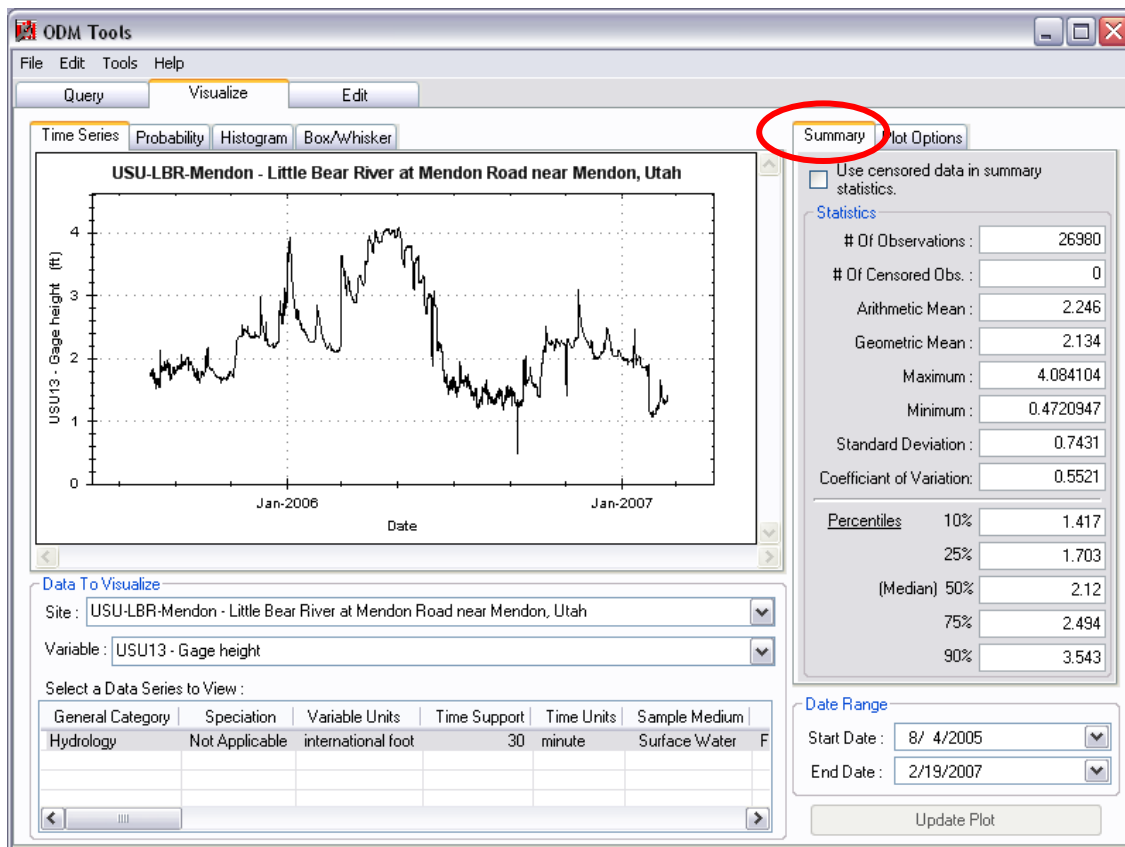 ODM Tools
File Edit Tools Help
Query Visualize Edit
Time Series Probability Histogram Box/Whisker
USU-LBR-Mendon - Little Bear River at Mendon Road near Mendon, Utah
USU13 - Gage height (ft)
4
3
2
1
0
Jan-2006 Jan-2007
Date
Summary Plot Options
Use censored data in summary
statistics.
Statistics
# Of Observations : 26980
# Of Censored Obs. : 0
Arithmetic Mean : 2.246
Geometric Mean : 2.134
Maximum : 4.084104
Minimum : 0.4720947
Standard Deviation : 0.7431
Coefficiant of Variation: 0.5521
Percentiles 10% 1.417
25% 1.703
(Median) 50% 2.12
75% 2.494
90% 3.543
Data To Visualize
Site : USU-LBR-Mendon - Little Bear River at Mendon Road near Mendon, Utah
Variable : USU13 - Gage height
Select a Data Series to View :
General Category Speciation Variable Units Time Support Time Units Sample Medium
Hydrology Not Applicable international foot 30 minute Surface Water F
Date Range
Start Date : 8/ 4/2005
End Date : 2/19/2007
Update Plot